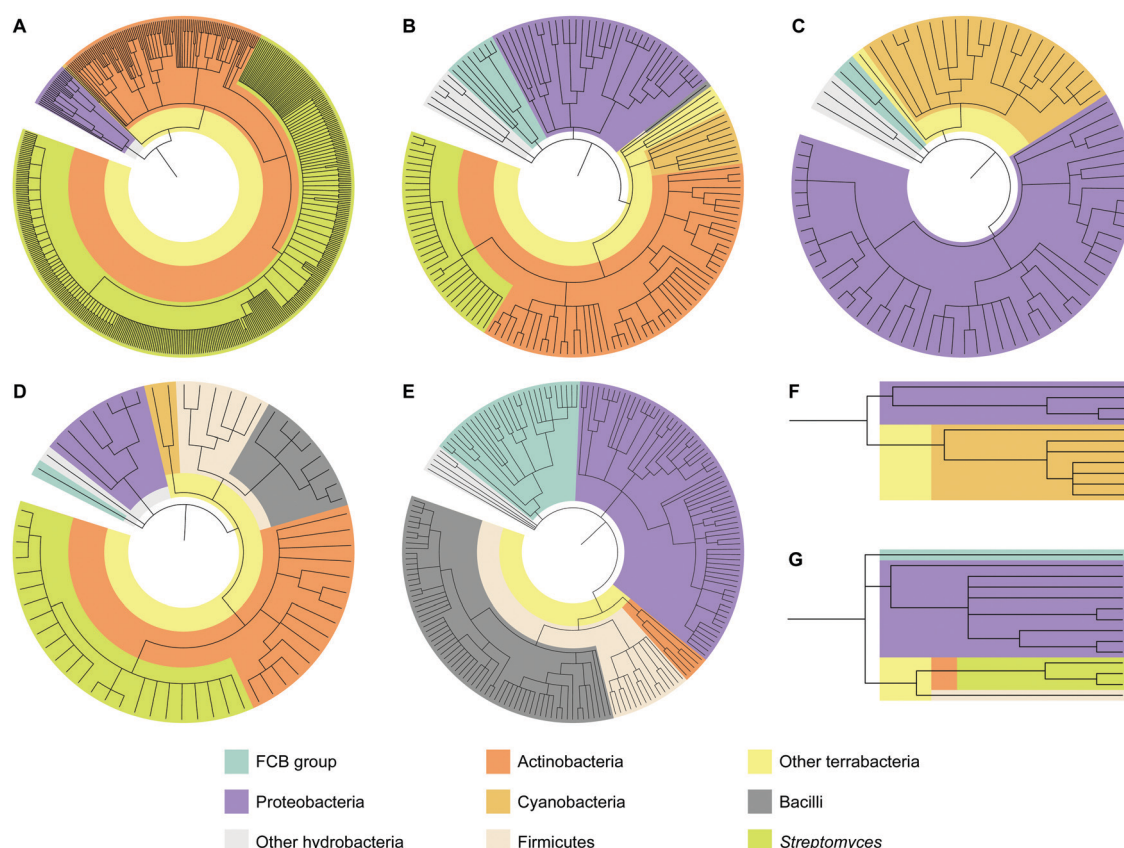 A
B
C
D
E
F
G
FCB group
Actinobacteria
Other terrabacteria
Proteobacteria
Cyanobacteria
Bacilli
Other hydrobacteria
Firmicutes
Streptomyces